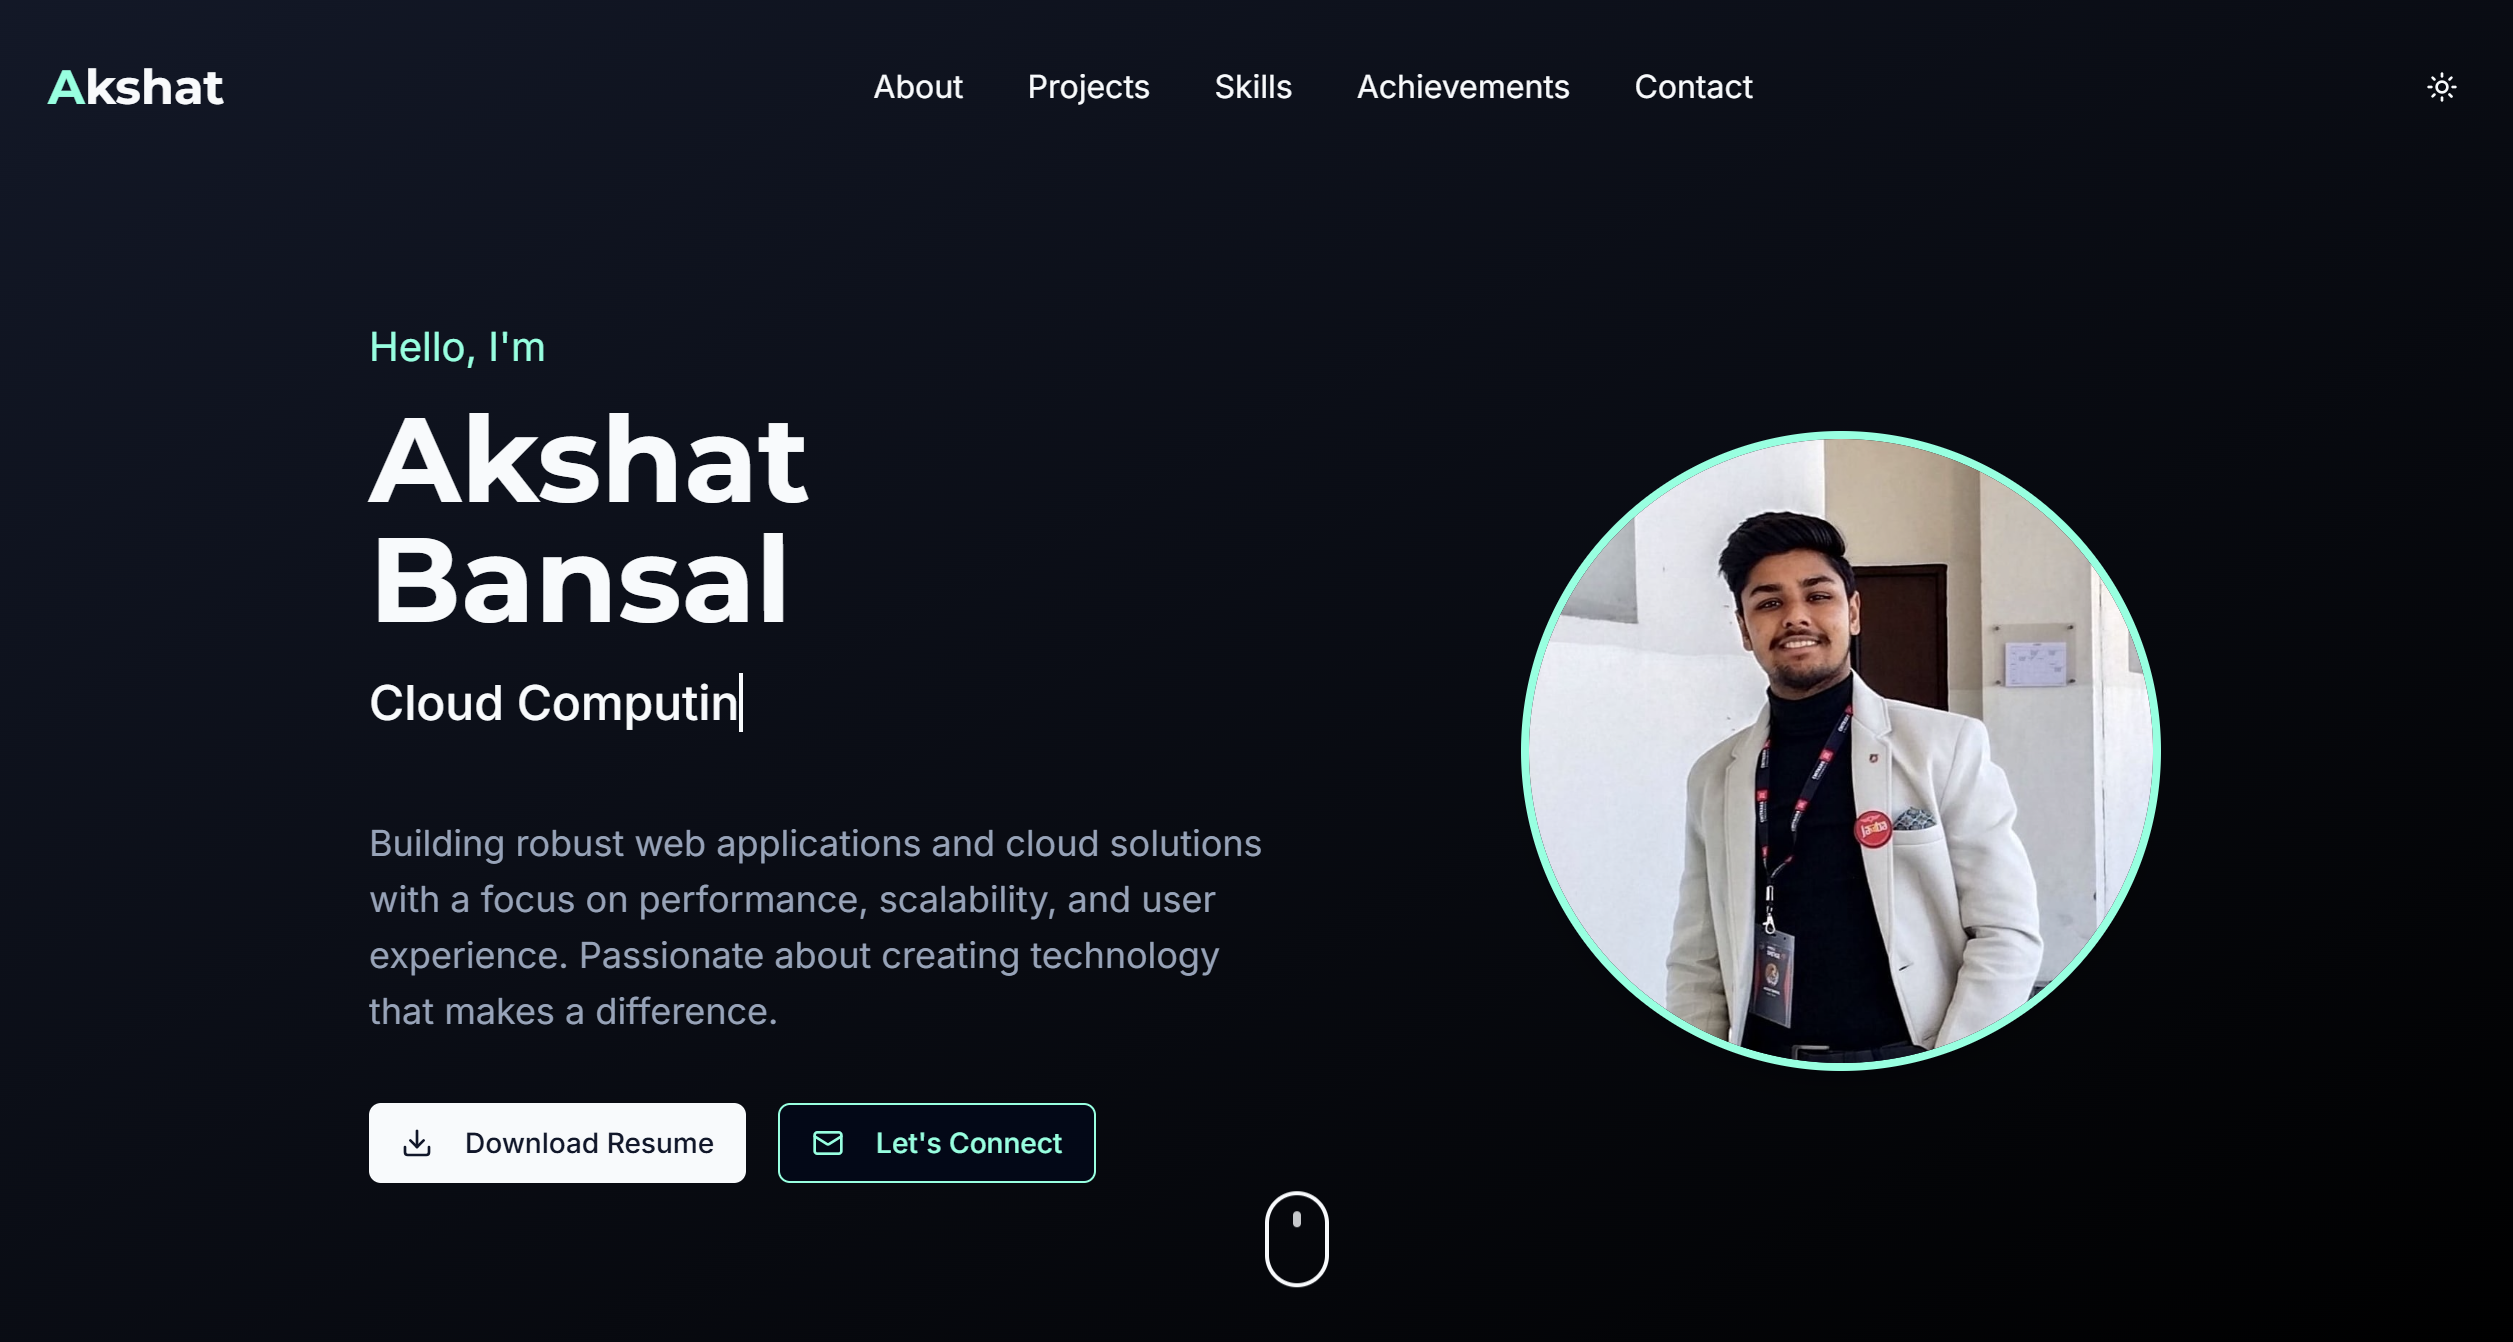 Akshat
About
Projects
Skills
Achievements
Contact
Hello, I'm
Akshat
Bansal
Cloud Computin
Building robust web applications and cloud solutions
with a focus on performance, scalability, and user
experience. Passionate about creating technology
that makes a difference.
Download Resume
Let's Connect